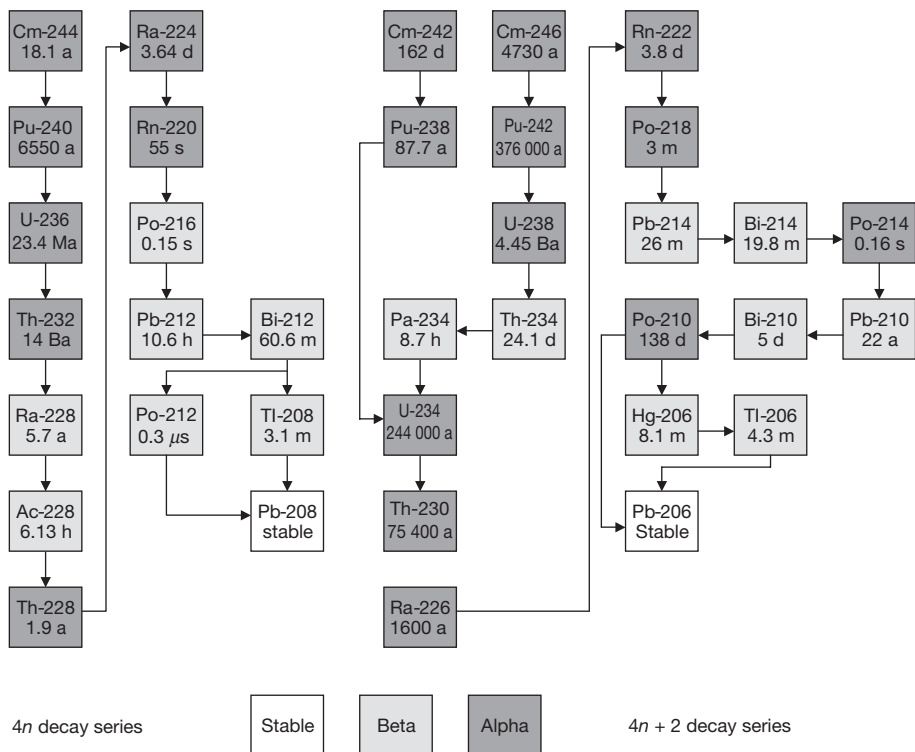 Cm-244
18.1 a
Pu-240
6550 a
U-236
23.4 Ma
Th-232
14 Ba
Ra-228
5.7 a
Ac-228
6.13 h
Th-228
1.9 a
Ra-224
3.64 d
Rn-220
55 s
Po-216
0.15 s
Pb-212
10.6 h
Bi-212
60.6 m
Po-212
0.3 μs
TI-208
3.1 m
Pb-208
stable
Cm-242
162 d
Pu-238
87.7 a
Cm-246
4730 a
Pu-242
376 000 a
U-238
4.45 Ba
Th-234
24.1 d
Pa-234
8.7 h
U-234
244 000 a
Th-230
75 400 a
Ra-226
1600 a
Rn-222
3.8 d
Po-218
3 m
Pb-214
26 m
Bi-214
19.8 m
Po-214
0.16 s
Pb-210
22 a
Bi-210
5 d
Po-210
138 d
Hg-206
8.1 m
TI-206
4.3 m
Pb-206
Stable
4n decay series
Stable
Beta
Alpha
4n + 2 decay series